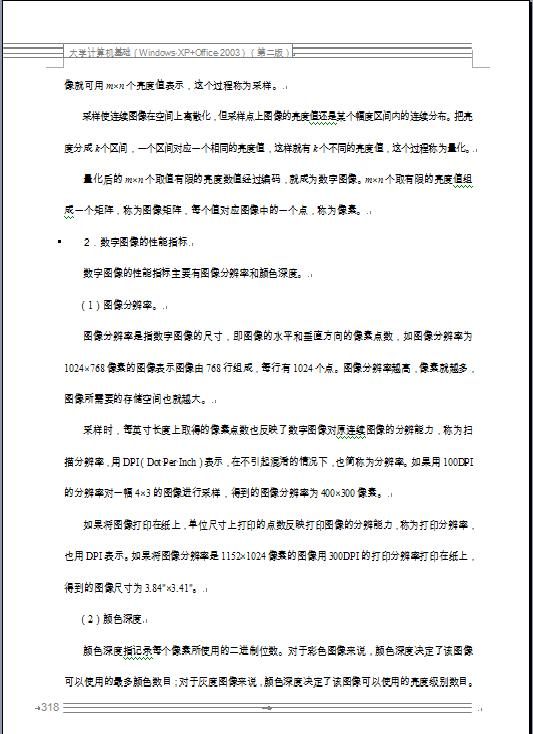 大学计算机基础（Windows XP+Office 2003）（第二版）
像就可用 m×n 个亮度值表示，这个过程称为采样。
采样使连续图像在空间上离散化，但采样点上图像的亮度值还是某个幅度区间内的连续分布。把亮
度分成 k 个区间，一个区间对应一个相同的亮度值，这样就有 k 个不同的亮度值，这个过程称为量化。
量化后的 m×n 个取值有限的亮度数值经过编码，就成为数字图像。m×n 个取有限的亮度值组
成一个矩阵，称为图像矩阵，每个值对应图像中的一个点，称为像素。
2．数字图像的性能指标
数字图像的性能指标主要有图像分辨率和颜色深度。
（1）图像分辨率。
图像分辨率是指数字图像的尺寸，即图像的水平和垂直方向的像素点数，如图像分辨率为
1024×768 像素的图像表示图像由 768 行组成，每行有 1024 个点。图像分辨率越高，像素就越多，
图像所需要的存储空间也就越大。
采样时，每英寸长度上取得的像素点数也反映了数字图像对原连续图像的分辨能力，称为扫
描分辨率，用 DPI（Dot Per Inch）表示，在不引起混淆的情况下，也简称为分辨率。如果用 100DPI
的分辨率对一幅 4×3 的图像进行采样，得到的图像分辨率为 400×300 像素。
如果将图像打印在纸上，单位尺寸上打印的点数反映打印图像的分辨能力，称为打印分辨率，
也用 DPI 表示。如果将图像分辨率是 1152×1024 像素的图像用 300DPI 的打印分辨率打印在纸上，
得到的图像尺寸为 3.84"×3.41"。
（2）颜色深度
颜色深度指记录每个像素所使用的二进制位数。对于彩色图像来说，颜色深度决定了该图像
可以使用的最多颜色数目；对于灰度图像来说，颜色深度决定了该图像可以使用的亮度级别数目。
318